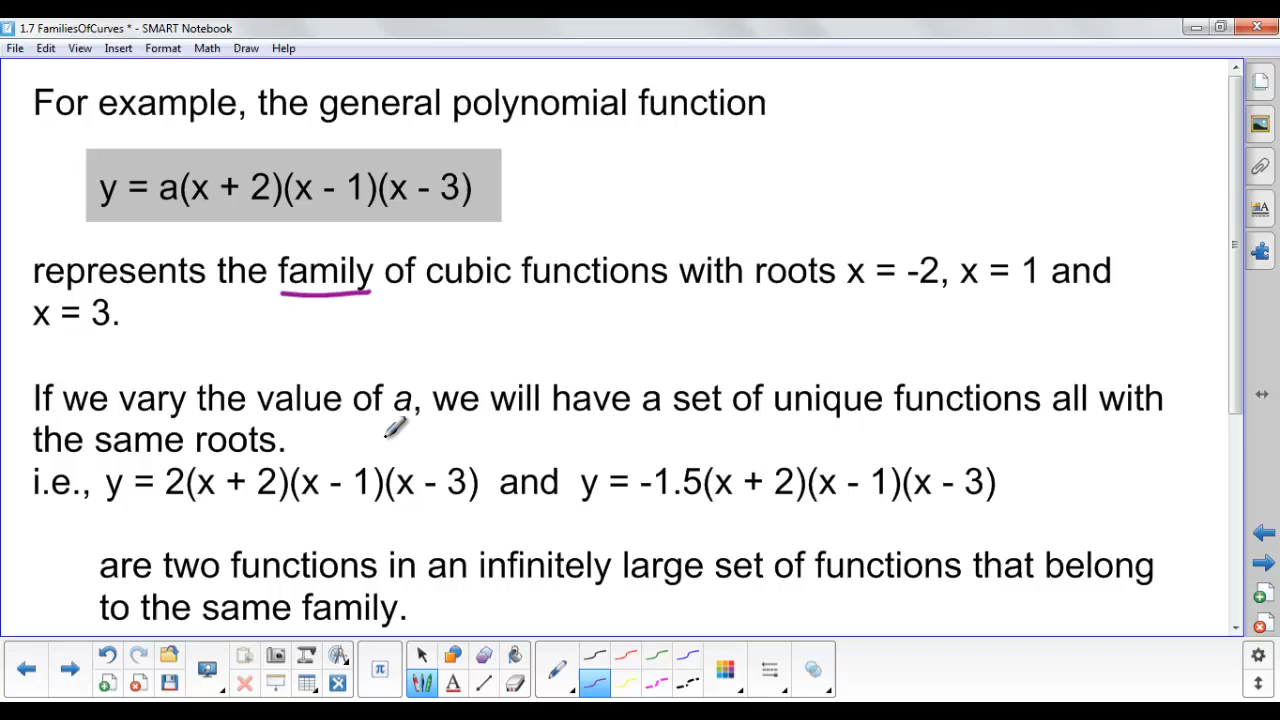 1.7 FamiliesOfCurves * - SMART Notebook
File Edit View Insert Format Math Draw Help
For example, the general polynomial function
y = a(x + 2)(x - 1)(x - 3)
represents the family of cubic functions with roots x = -2, x = 1 and
x = 3.
If we vary the value of a, we will have a set of unique functions all with
the same roots.
i.e., y = 2(x + 2)(x - 1)(x - 3) and y = -1.5(x + 2)(x - 1)(x - 3)
are two functions in an infinitely large set of functions that belong
to the same family.